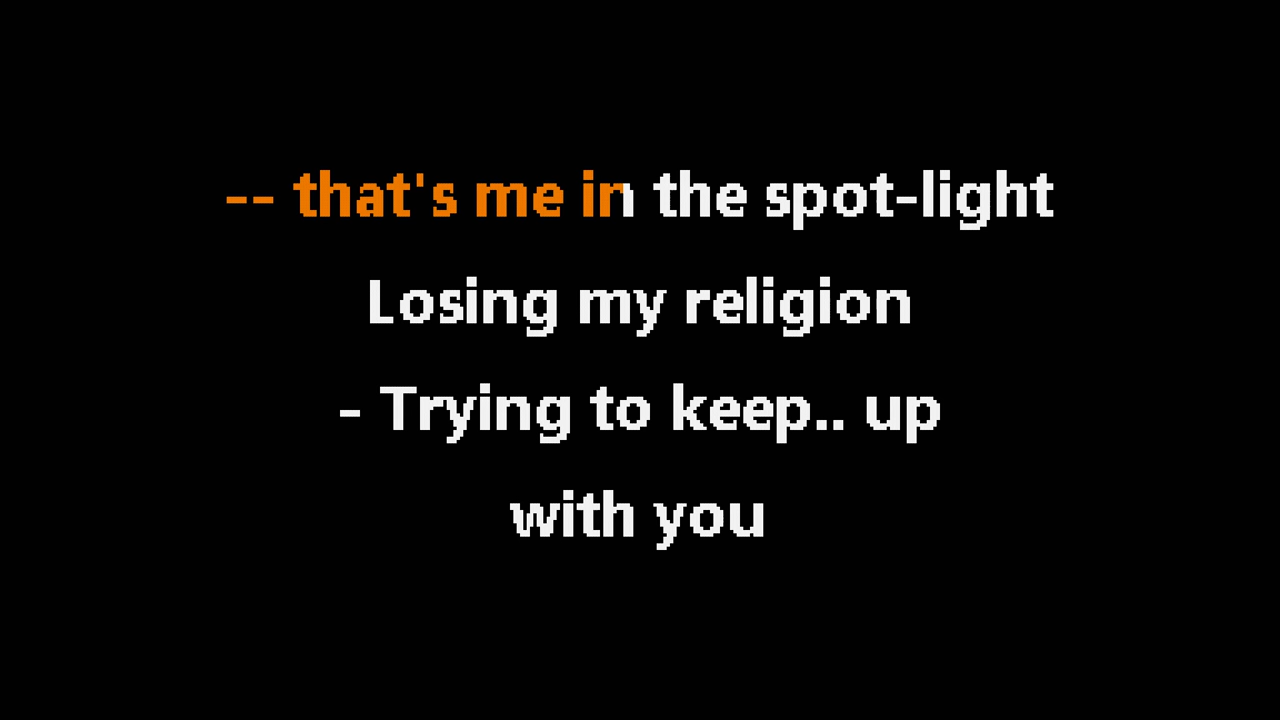 -- that's me in the spot-light
Losing my religion
- Trying to keep.. up
with you